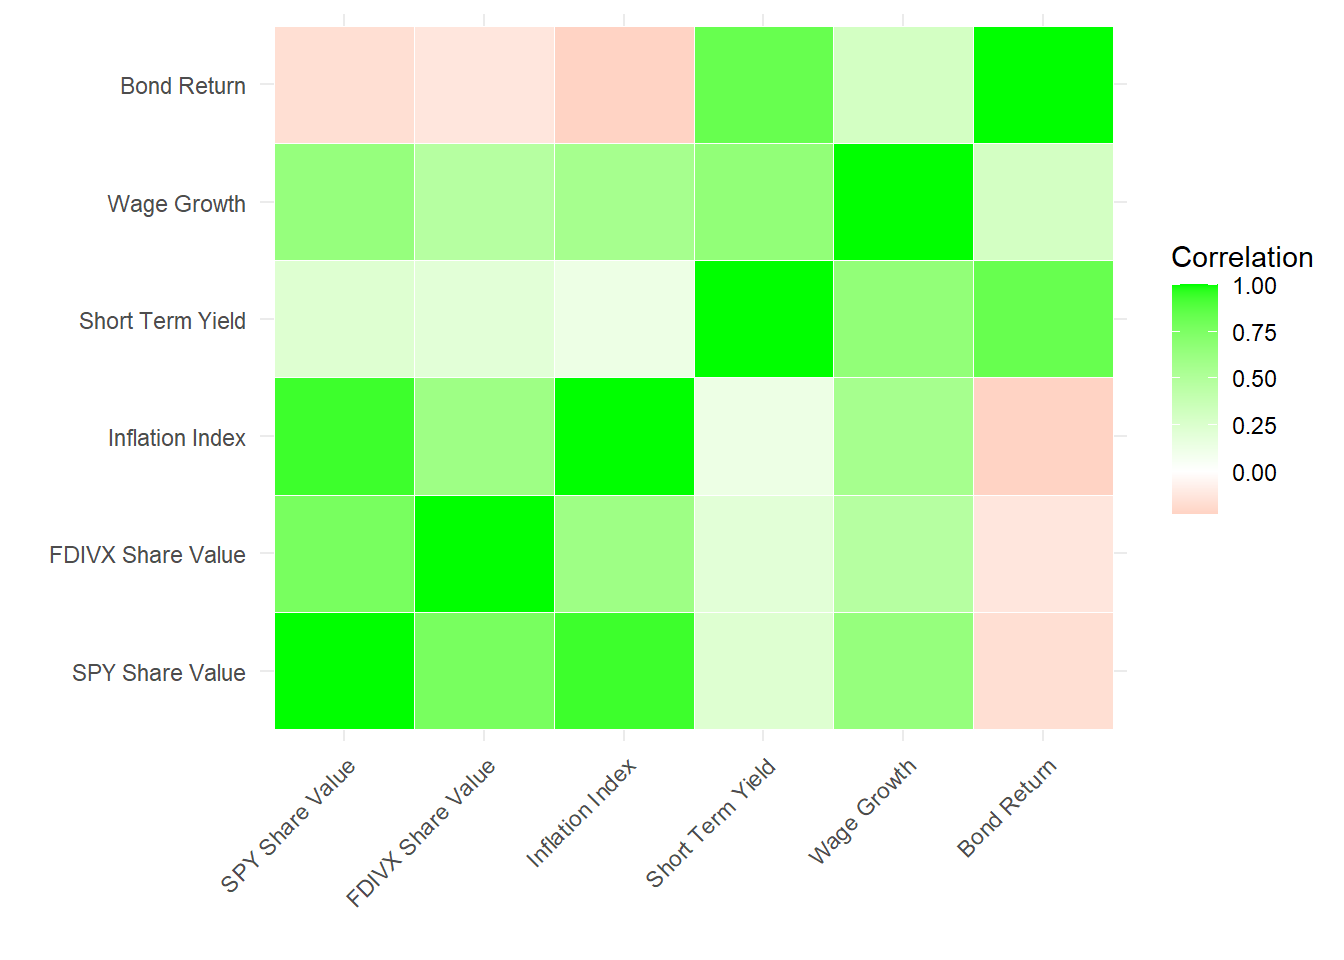 Bond Return
Wage Growth
Short Term Yield
Inflation Index
FDIVX Share Value
SPY Share Value
SPY Share Value
FDIVX Share Value
Inflation Index
Short Term Yield
Wage Growth
Bond Return
Correlation
1.00
0.75
0.50
0.25
0.00